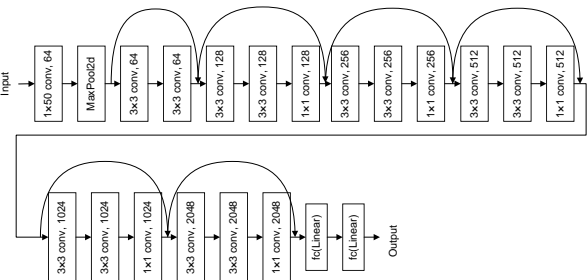 Input
1×50 conv, 64
MaxPool2d
3×3 conv, 64
3×3 conv, 64
3×3 conv, 128
3×3 conv, 128
1×1 conv, 128
3×3 conv, 256
3×3 conv, 256
1×1 conv, 256
3×3 conv, 512
3×3 conv, 512
1×1 conv, 512
3×3 conv, 1024
3×3 conv, 1024
1×1 conv, 1024
3×3 conv, 2048
3×3 conv, 2048
1×1 conv, 2048
fc(Linear)
fc(Linear)
Output